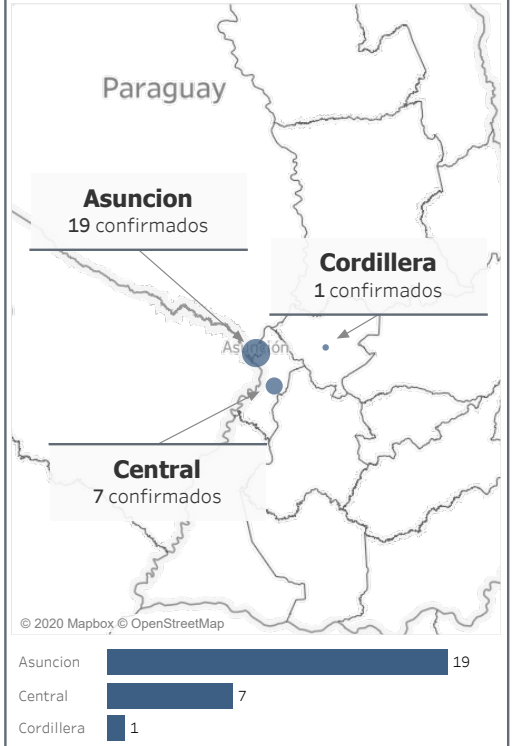 Paraguay
Asuncion
19 confirmados
Cordillera
1 confirmados
Asunción
Central
7 confirmados
© 2020 Mapbox © OpenStreetMap
Asuncion 19
Central 7
Cordillera 1